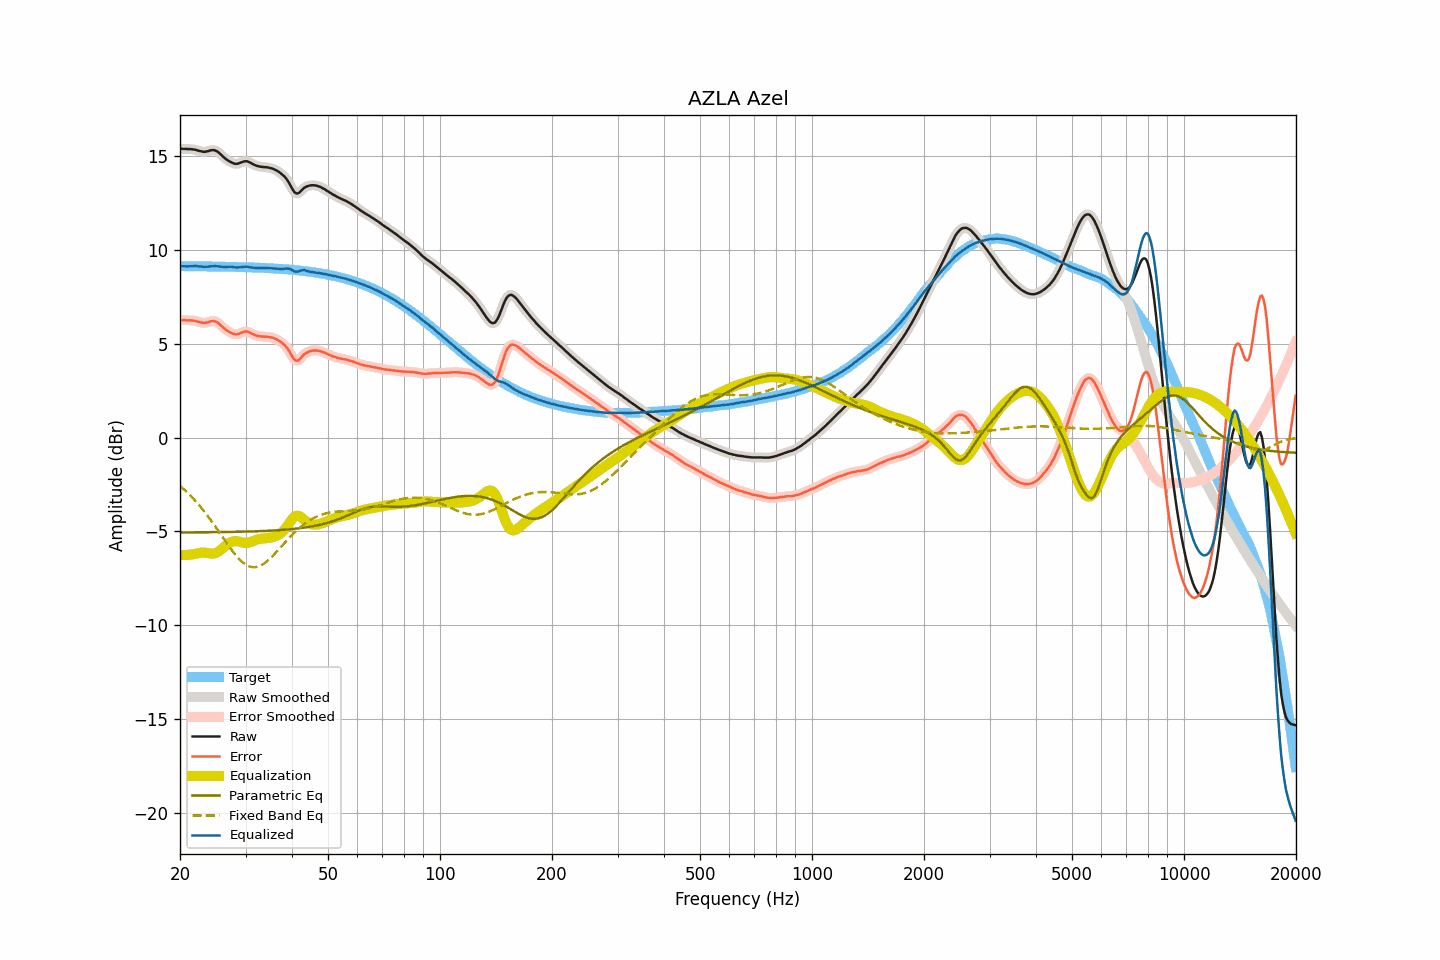 AZLA Azel
Amplitude (dBr)
15
10
5
0
−5
−10
−15
−20
Target
Raw Smoothed
Error Smoothed
Raw
Error
Equalization
Parametric Eq
Fixed Band Eq
Equalized
20 50 100 200 500 1000 2000 5000 10000 20000
Frequency (Hz)